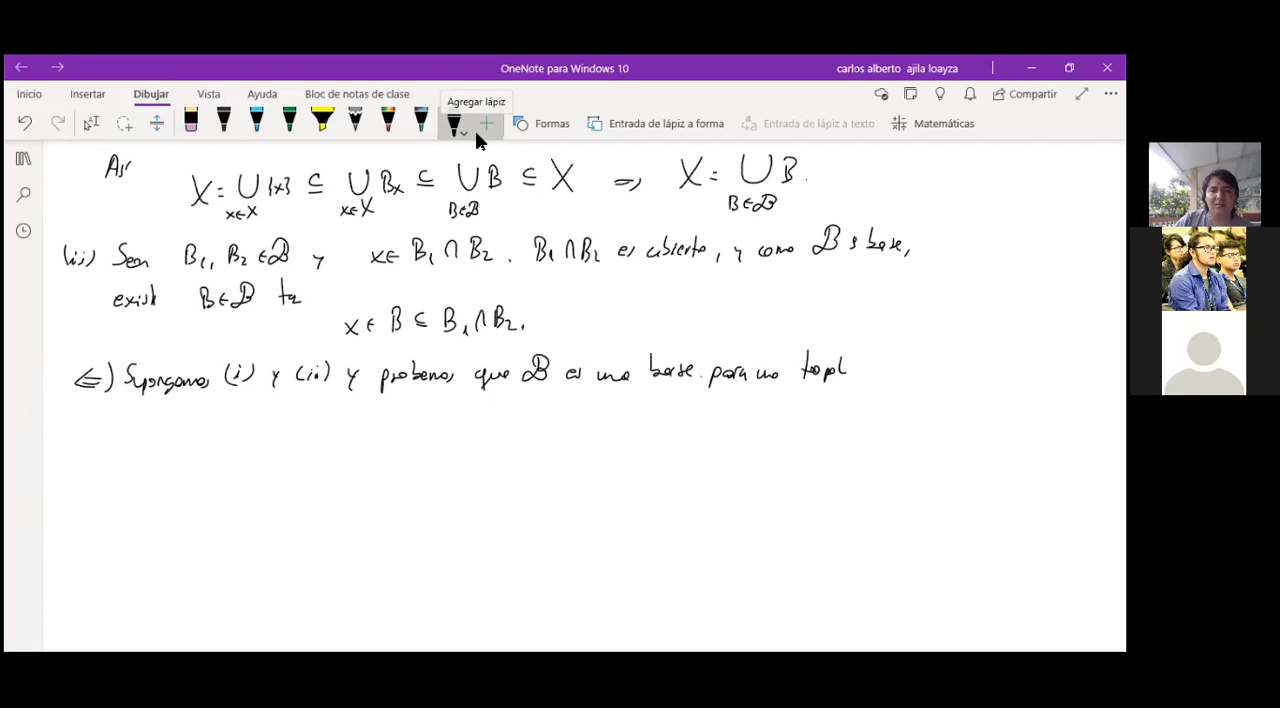 OneNote para Windows 10
carlos alberto ajila loayza
Inicio Insertar Dibujar Vista Ayuda Bloc de notas de clase
Compartir
Agregar lápiz
Formas Entrada de lápiz a forma Entrada de lápiz a texto Matemáticas
Así
X = ∪ {x} ⊆ ∪ Bx ⊆ ∪ B ⊆ X ⇒ X = ∪ B.
x∈X x∈X B∈ℬ B∈ℬ
(ii) Sean B₁, B₂ ∈ ℬ y x ∈ B₁ ∩ B₂. B₁ ∩ B₂ es abierto, y como ℬ es base,
existe B ∈ ℬ tq
x ∈ B ⊆ B₁ ∩ B₂.
⇐) Supongamos (i) y (ii) y probemos que ℬ es una base para una topol